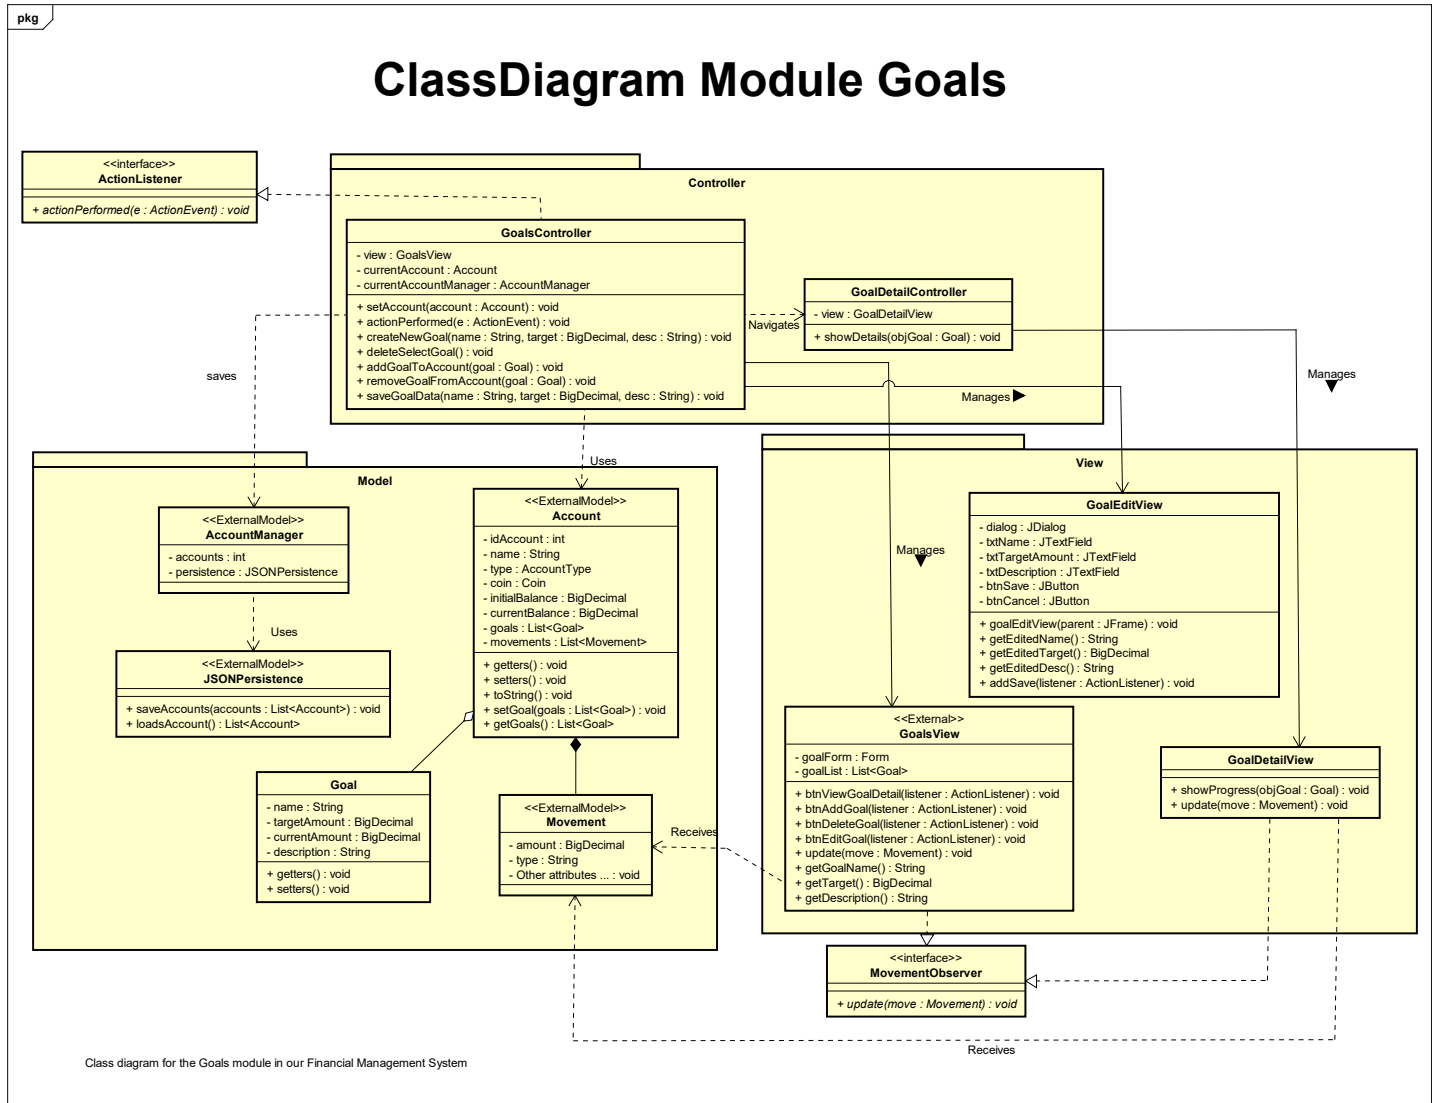 pkg
ClassDiagram Module Goals
<<interface>>
ActionListener
+ actionPerformed(e : ActionEvent) : void
Controller
GoalsController
- view : GoalsView
- currentAccount : Account
- currentAccountManager : AccountManager
+ setAccount(account : Account) : void
+ actionPerformed(e : ActionEvent) : void
+ createNewGoal(name : String, target : BigDecimal, desc : String) : void
+ deleteSelectGoal() : void
+ addGoalToAccount(goal : Goal) : void
+ removeGoalFromAccount(goal : Goal) : void
+ saveGoalData(name : String, target : BigDecimal, desc : String) : void
Navigates
GoalDetailController
- view : GoalDetailView
+ showDetails(objGoal : Goal) : void
saves
Manages
Manages
Uses
Model
<<ExternalModel>>
AccountManager
- accounts : int
- persistence : JSONPersistence
Uses
<<ExternalModel>>
JSONPersistence
+ saveAccounts(accounts : List<Account>) : void
+ loadsAccount() : List<Account>
<<ExternalModel>>
Account
- idAccount : int
- name : String
- type : AccountType
- coin : Coin
- initialBalance : BigDecimal
- currentBalance : BigDecimal
- goals : List<Goal>
- movements : List<Movement>
+ getters() : void
+ setters() : void
+ toString() : void
+ setGoal(goals : List<Goal>) : void
+ getGoals() : List<Goal>
Goal
- name : String
- targetAmount : BigDecimal
- currentAmount : BigDecimal
- description : String
+ getters() : void
+ setters() : void
<<ExternalModel>>
Movement
- amount : BigDecimal
- type : String
- Other attributes ... : void
Receives
View
Manages
GoalEditView
- dialog : JDialog
- txtName : JTextField
- txtTargetAmount : JTextField
- txtDescription : JTextField
- btnSave : JButton
- btnCancel : JButton
+ goalEditView(parent : JFrame) : void
+ getEditedName() : String
+ getEditedTarget() : BigDecimal
+ getEditedDesc() : String
+ addSave(listener : ActionListener) : void
<<External>>
GoalsView
- goalForm : Form
- goalList : List<Goal>
+ btnViewGoalDetail(listener : ActionListener) : void
+ btnAddGoal(listener : ActionListener) : void
+ btnDeleteGoal(listener : ActionListener) : void
+ btnEditGoal(listener : ActionListener) : void
+ update(move : Movement) : void
+ getGoalName() : String
+ getTarget() : BigDecimal
+ getDescription() : String
GoalDetailView
+ showProgress(objGoal : Goal) : void
+ update(move : Movement) : void
<<interface>>
MovementObserver
+ update(move : Movement) : void
Receives
Class diagram for the Goals module in our Financial Management System